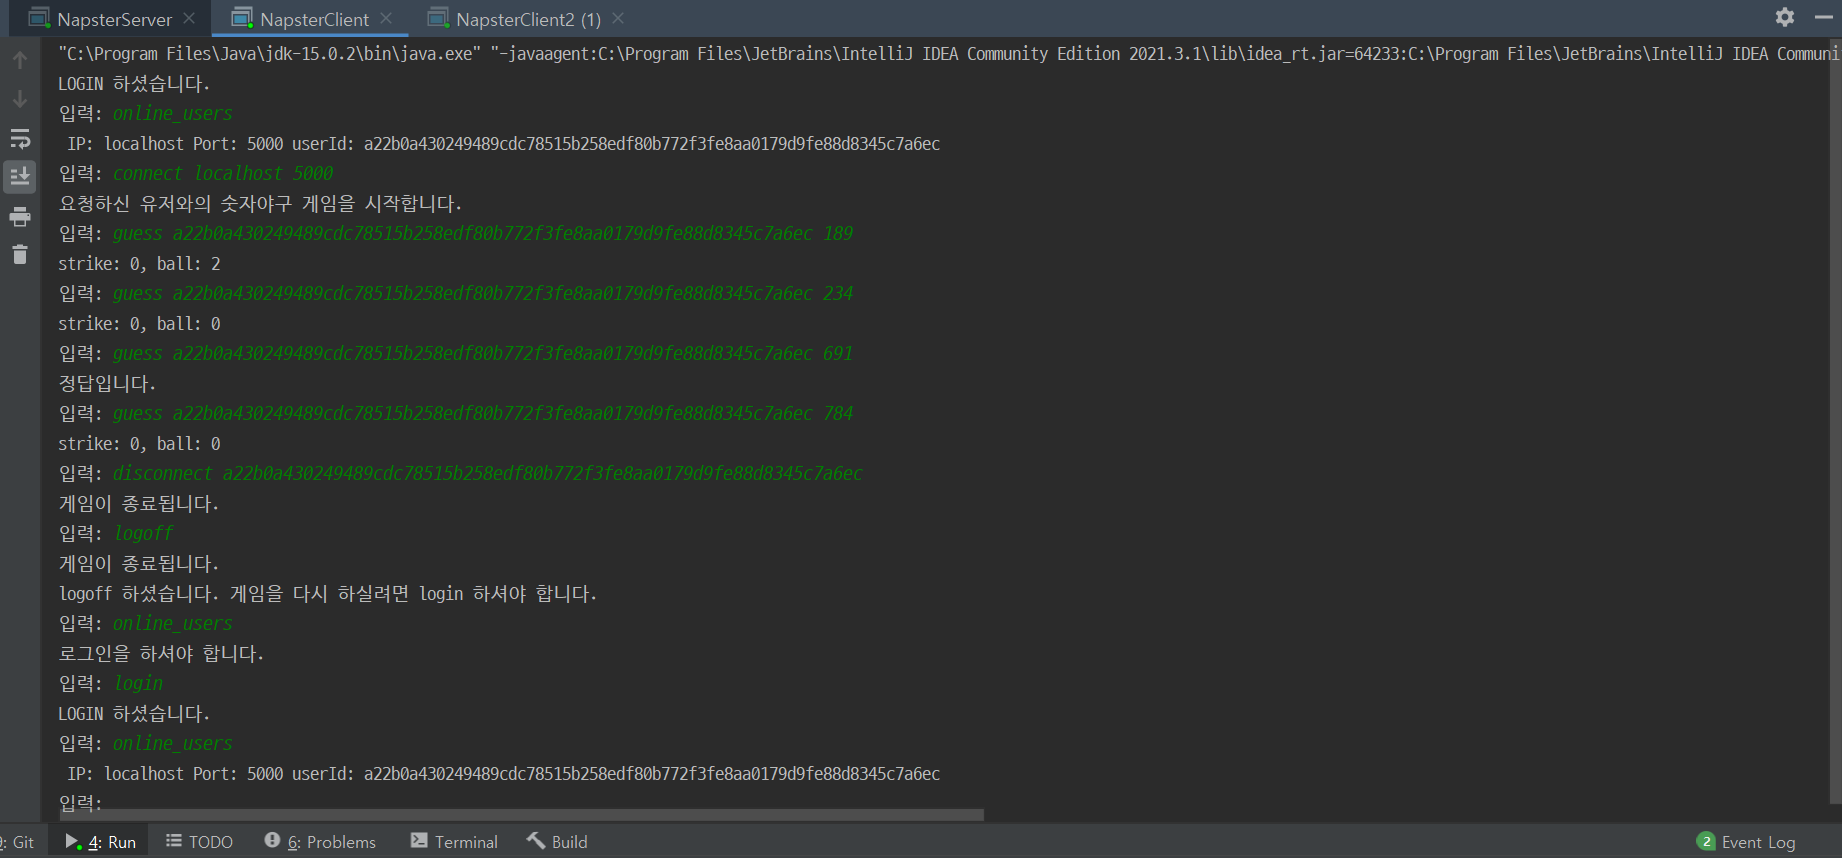 NapsterServer NapsterClient NapsterClient2 (1)
"C:\Program Files\Java\jdk-15.0.2\bin\java.exe" "-javaagent:C:\Program Files\JetBrains\IntelliJ IDEA Community Edition 2021.3.1\lib\idea_rt.jar=64233:C:\Program Files\JetBrains\IntelliJ IDEA Communi
LOGIN 하셨습니다.
입력: online_users
IP: localhost Port: 5000 userId: a22b0a430249489cdc78515b258edf80b772f3fe8aa0179d9fe88d8345c7a6ec
입력: connect localhost 5000
요청하신 유저와의 숫자야구 게임을 시작합니다.
입력: guess a22b0a430249489cdc78515b258edf80b772f3fe8aa0179d9fe88d8345c7a6ec 189
strike: 0, ball: 2
입력: guess a22b0a430249489cdc78515b258edf80b772f3fe8aa0179d9fe88d8345c7a6ec 234
strike: 0, ball: 0
입력: guess a22b0a430249489cdc78515b258edf80b772f3fe8aa0179d9fe88d8345c7a6ec 691
정답입니다.
입력: guess a22b0a430249489cdc78515b258edf80b772f3fe8aa0179d9fe88d8345c7a6ec 784
strike: 0, ball: 0
입력: disconnect a22b0a430249489cdc78515b258edf80b772f3fe8aa0179d9fe88d8345c7a6ec
게임이 종료됩니다.
입력: logoff
게임이 종료됩니다.
logoff 하셨습니다. 게임을 다시 하실려면 login 하셔야 합니다.
입력: online_users
로그인을 하셔야 합니다.
입력: login
LOGIN 하셨습니다.
입력: online_users
IP: localhost Port: 5000 userId: a22b0a430249489cdc78515b258edf80b772f3fe8aa0179d9fe88d8345c7a6ec
입력:
9: Git 4: Run TODO 6: Problems Terminal Build 2 Event Log